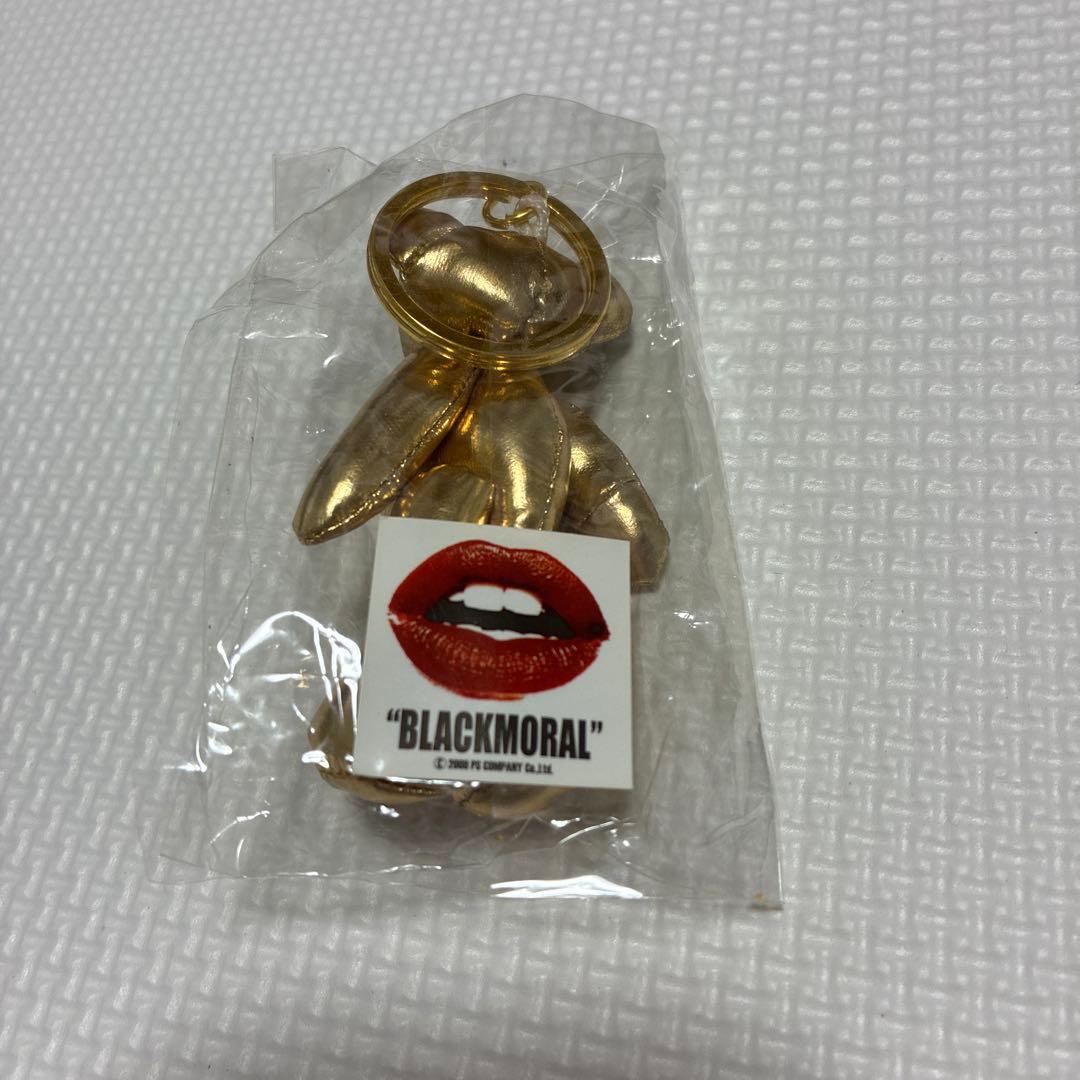 “BLACKMORAL”
© 2008 PS COMPANY Co.,Ltd.